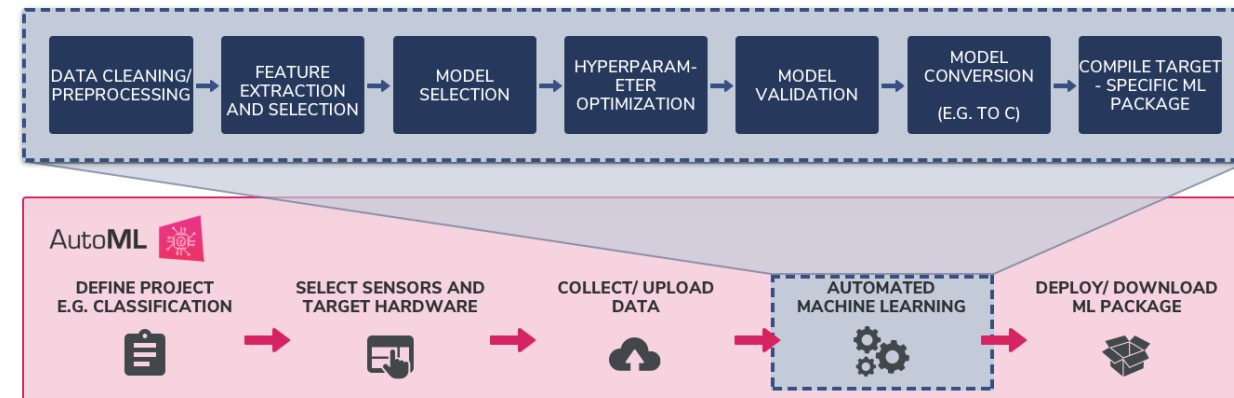 DATA CLEANING/
PREPROCESSING
FEATURE
EXTRACTION
AND SELECTION
MODEL
SELECTION
HYPERPARAM-
ETER
OPTIMIZATION
MODEL
VALIDATION
MODEL
CONVERSION
(E.G. TO C)
COMPILE TARGET
- SPECIFIC ML
PACKAGE
AutoML
DEFINE PROJECT
E.G. CLASSIFICATION
SELECT SENSORS AND
TARGET HARDWARE
COLLECT/ UPLOAD
DATA
AUTOMATED
MACHINE LEARNING
DEPLOY/ DOWNLOAD
ML PACKAGE